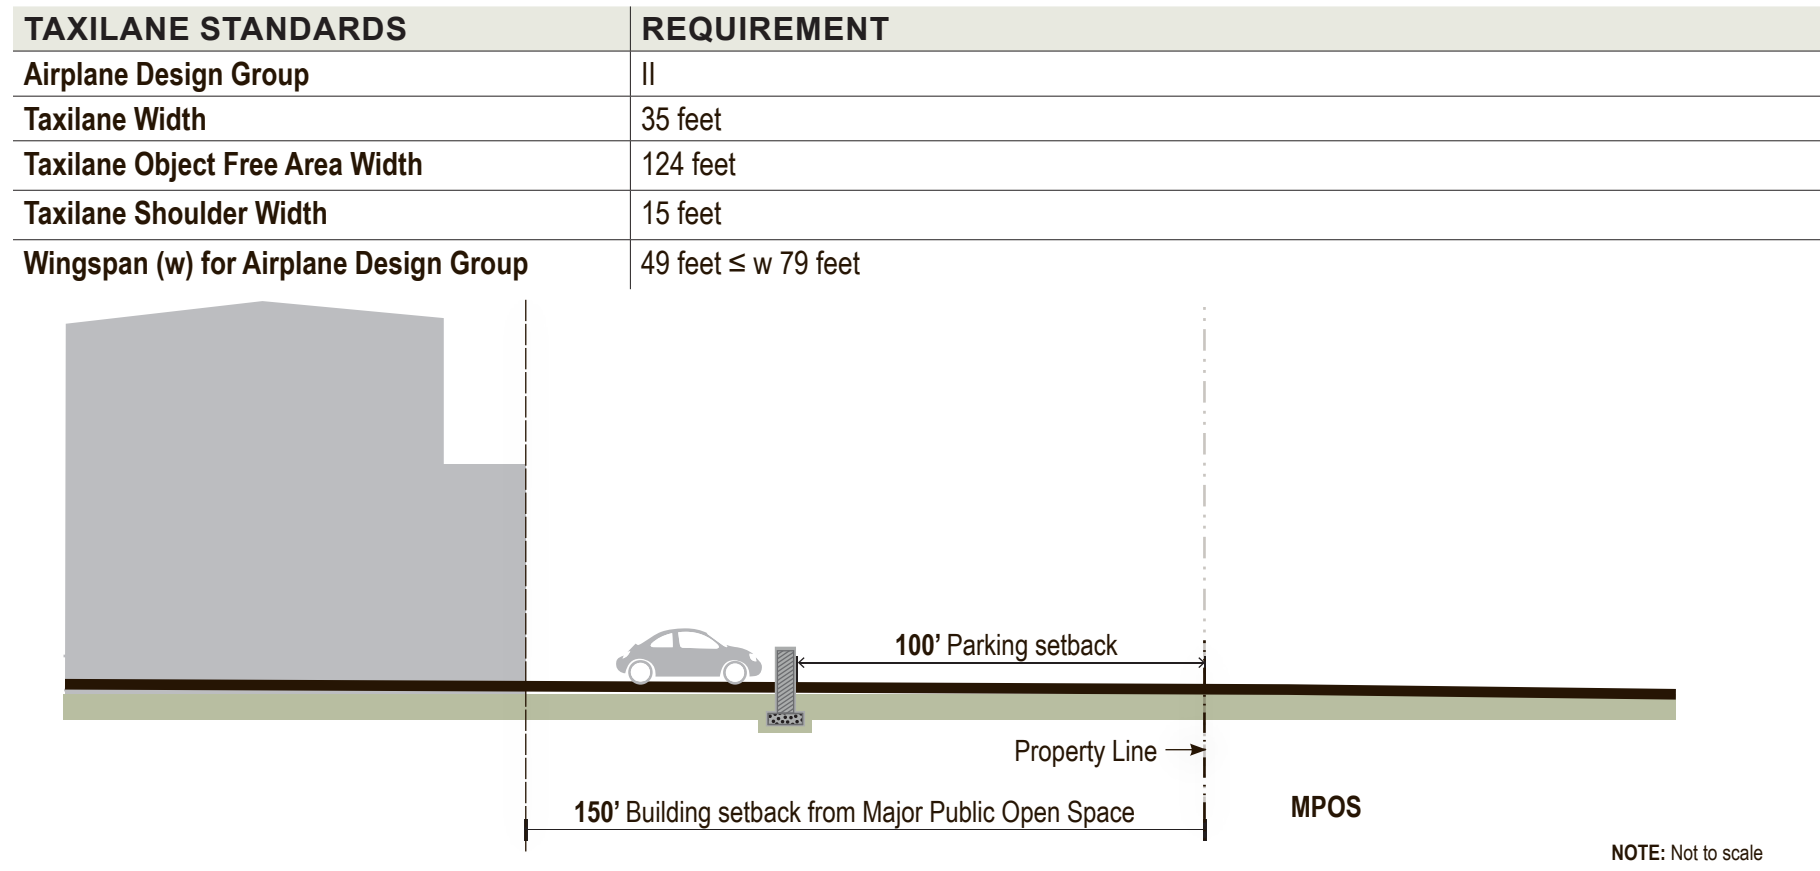 TAXILANE STANDARDS REQUIREMENT
Airplane Design Group II
Taxilane Width 35 feet
Taxilane Object Free Area Width 124 feet
Taxilane Shoulder Width 15 feet
Wingspan (w) for Airplane Design Group 49 feet ≤ w 79 feet
100’ Parking setback
Property Line
150’ Building setback from Major Public Open Space
MPOS
NOTE: Not to scale